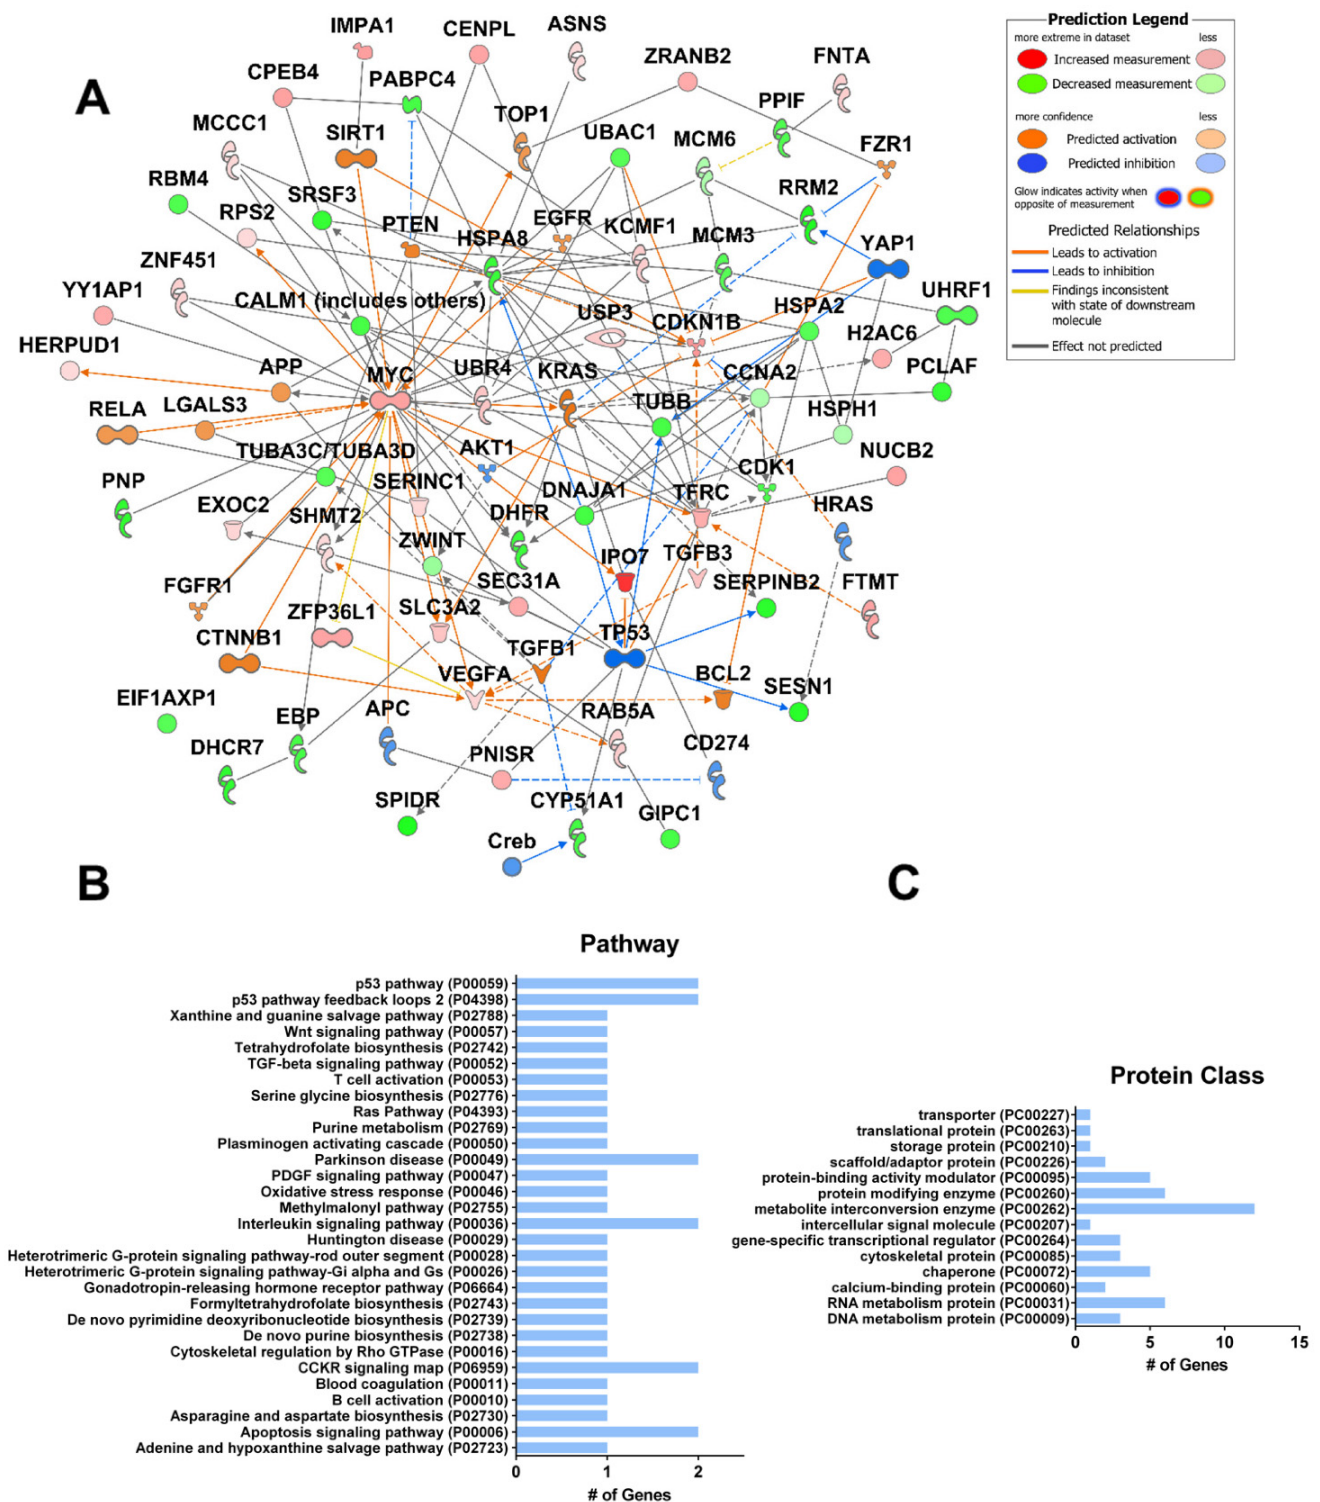 A
IMPA1
CENPL
ASNS
ZRANB2
FNTA
CPEB4
PABPC4
TOP1
PPIF
MCCC1
SIRT1
UBAC1
MCM6
FZR1
RBM4
SRSF3
RRM2
RPS2
PTEN
EGFR
KCMF1
HSPA8
MCM3
YAP1
ZNF451
YY1AP1
CALM1 (includes others)
USP3
CDKN1B
HSPA2
UHRF1
H2AC6
HERPUD1
APP
MYC
UBR4
KRAS
CCNA2
PCLAF
RELA
LGALS3
TUBB
HSPH1
TUBA3C/TUBA3D
AKT1
NUCB2
PNP
EXOC2
SERINC1
DNAJA1
TFRC
CDK1
HRAS
SHMT2
DHFR
ZWINT
IPO7
TGFB3
FGFR1
SEC31A
SERPINB2
FTMT
ZFP36L1
SLC3A2
CTNNB1
TGFB1
TP53
VEGFA
BCL2
SESN1
EIF1AXP1
EBP
APC
RAB5A
DHCR7
PNISR
CD274
SPIDR
CYP51A1
GIPC1
Creb
Prediction Legend
more extreme in dataset less
Increased measurement
Decreased measurement
more confidence less
Predicted activation
Predicted inhibition
Glow indicates activity when
opposite of measurement
Predicted Relationships
Leads to activation
Leads to inhibition
Findings inconsistent
with state of downstream
molecule
Effect not predicted
B
Pathway
p53 pathway (P00059)
p53 pathway feedback loops 2 (P04398)
Xanthine and guanine salvage pathway (P02788)
Wnt signaling pathway (P00057)
Tetrahydrofolate biosynthesis (P02742)
TGF-beta signaling pathway (P00052)
T cell activation (P00053)
Serine glycine biosynthesis (P02776)
Ras Pathway (P04393)
Purine metabolism (P02769)
Plasminogen activating cascade (P00050)
Parkinson disease (P00049)
PDGF signaling pathway (P00047)
Oxidative stress response (P00046)
Methylmalonyl pathway (P02755)
Interleukin signaling pathway (P00036)
Huntington disease (P00029)
Heterotrimeric G-protein signaling pathway-rod outer segment (P00028)
Heterotrimeric G-protein signaling pathway-Gi alpha and Gs (P00026)
Gonadotropin-releasing hormone receptor pathway (P06664)
Formyltetrahydrofolate biosynthesis (P02743)
De novo pyrimidine deoxyribonucleotide biosynthesis (P02739)
De novo purine biosynthesis (P02738)
Cytoskeletal regulation by Rho GTPase (P00016)
CCKR signaling map (P06959)
Blood coagulation (P00011)
B cell activation (P00010)
Asparagine and aspartate biosynthesis (P02730)
Apoptosis signaling pathway (P00006)
Adenine and hypoxanthine salvage pathway (P02723)
0 1 2
# of Genes
C
Protein Class
transporter (PC00227)
translational protein (PC00263)
storage protein (PC00210)
scaffold/adaptor protein (PC00226)
protein-binding activity modulator (PC00095)
protein modifying enzyme (PC00260)
metabolite interconversion enzyme (PC00262)
intercellular signal molecule (PC00207)
gene-specific transcriptional regulator (PC00264)
cytoskeletal protein (PC00085)
chaperone (PC00072)
calcium-binding protein (PC00060)
RNA metabolism protein (PC00031)
DNA metabolism protein (PC00009)
0 5 10 15
# of Genes